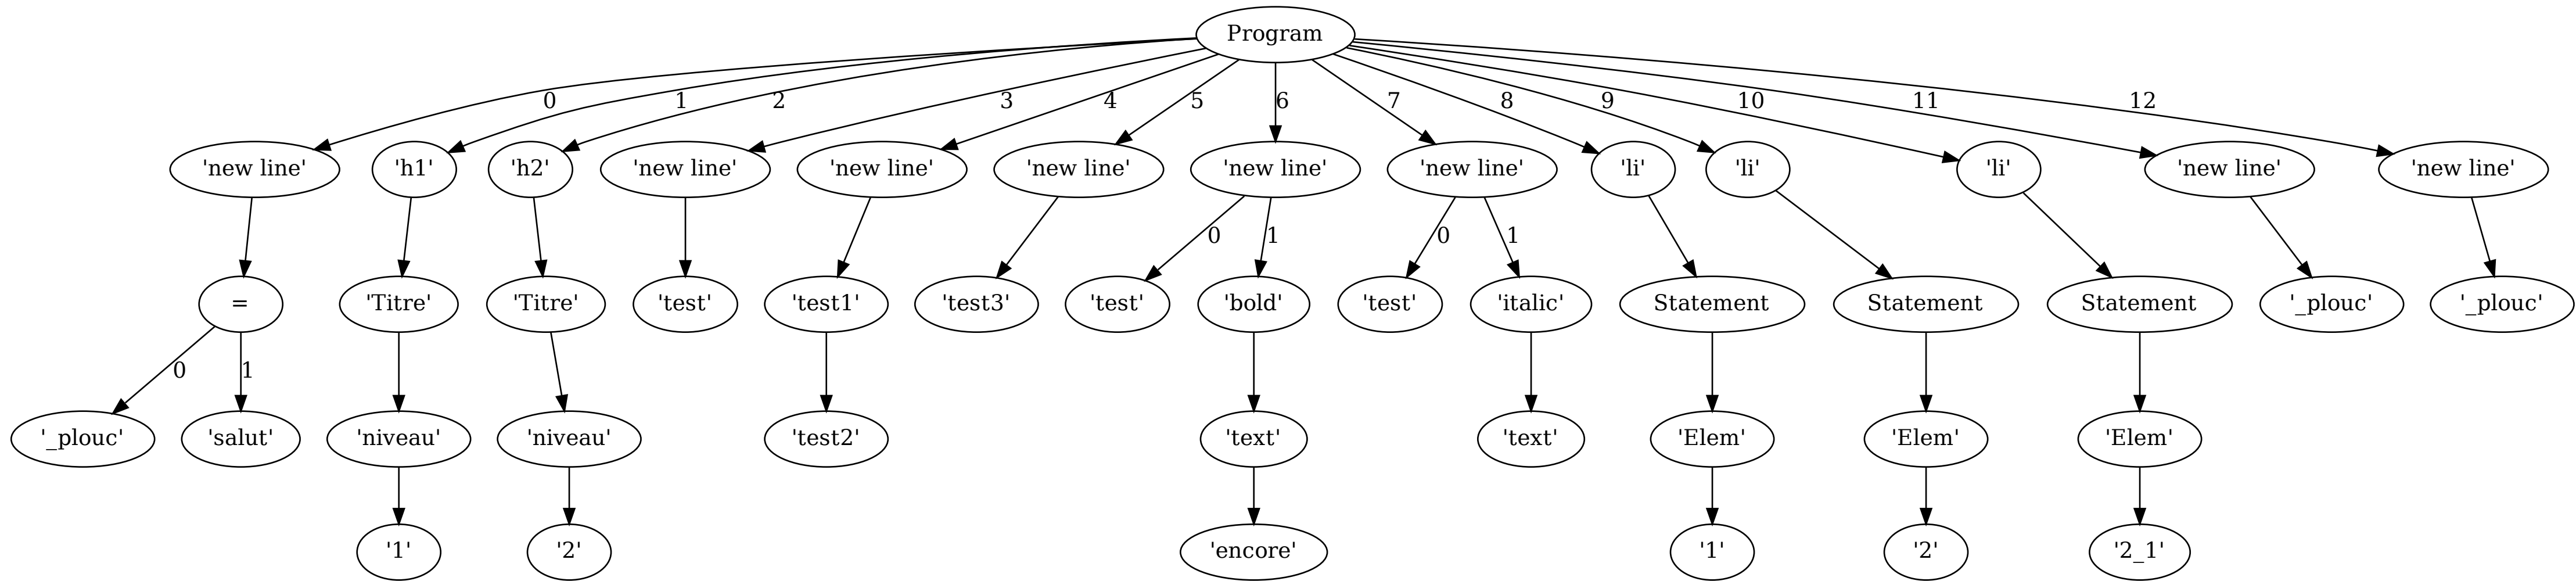 Program
0 1 2 3 4 5 6 7 8 9 10 11 12
'new line' 'h1' 'h2' 'new line' 'new line' 'new line' 'new line' 'new line' 'li' 'li' 'li' 'new line' 'new line'
0 1 0 1
= 'Titre' 'Titre' 'test' 'test1' 'test3' 'test' 'bold' 'test' 'italic' Statement Statement Statement '_plouc' '_plouc'
0 1
'_plouc' 'salut' 'niveau' 'niveau' 'test2' 'text' 'text' 'Elem' 'Elem' 'Elem'
'1' '2' 'encore' '1' '2' '2_1'